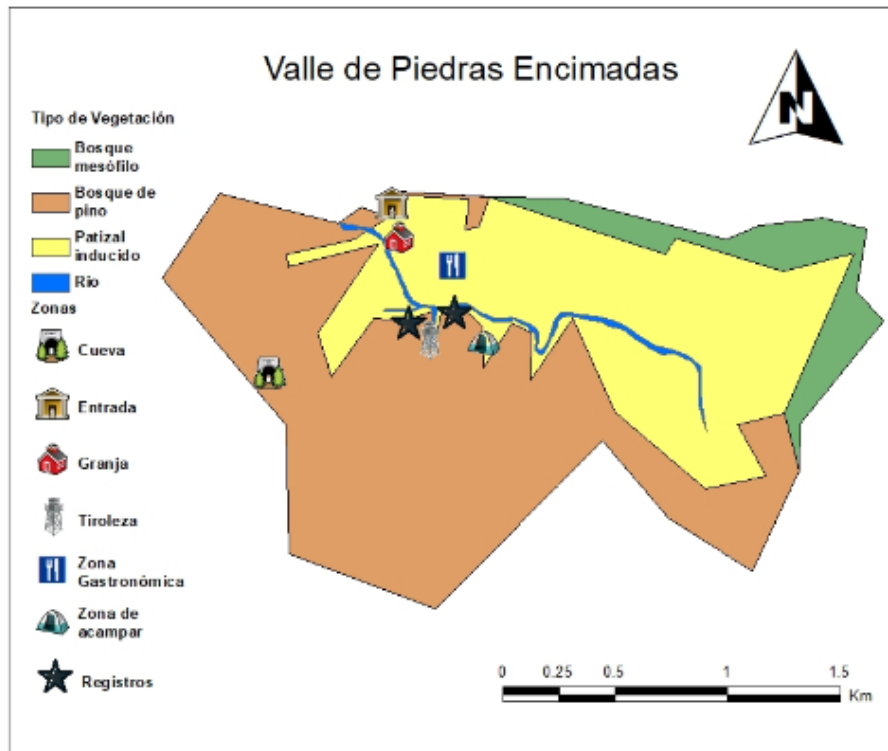 Valle de Piedras Encimadas
N
Tipo de Vegetación
Bosque
mesófilo
Bosque de
pino
Patizal
inducido
Rio
Zonas
Cueva
Entrada
Granja
Tiroleza
Zona
Gastronómica
Zona de
acampar
Registros
0 0.25 0.5 1 1.5
Km